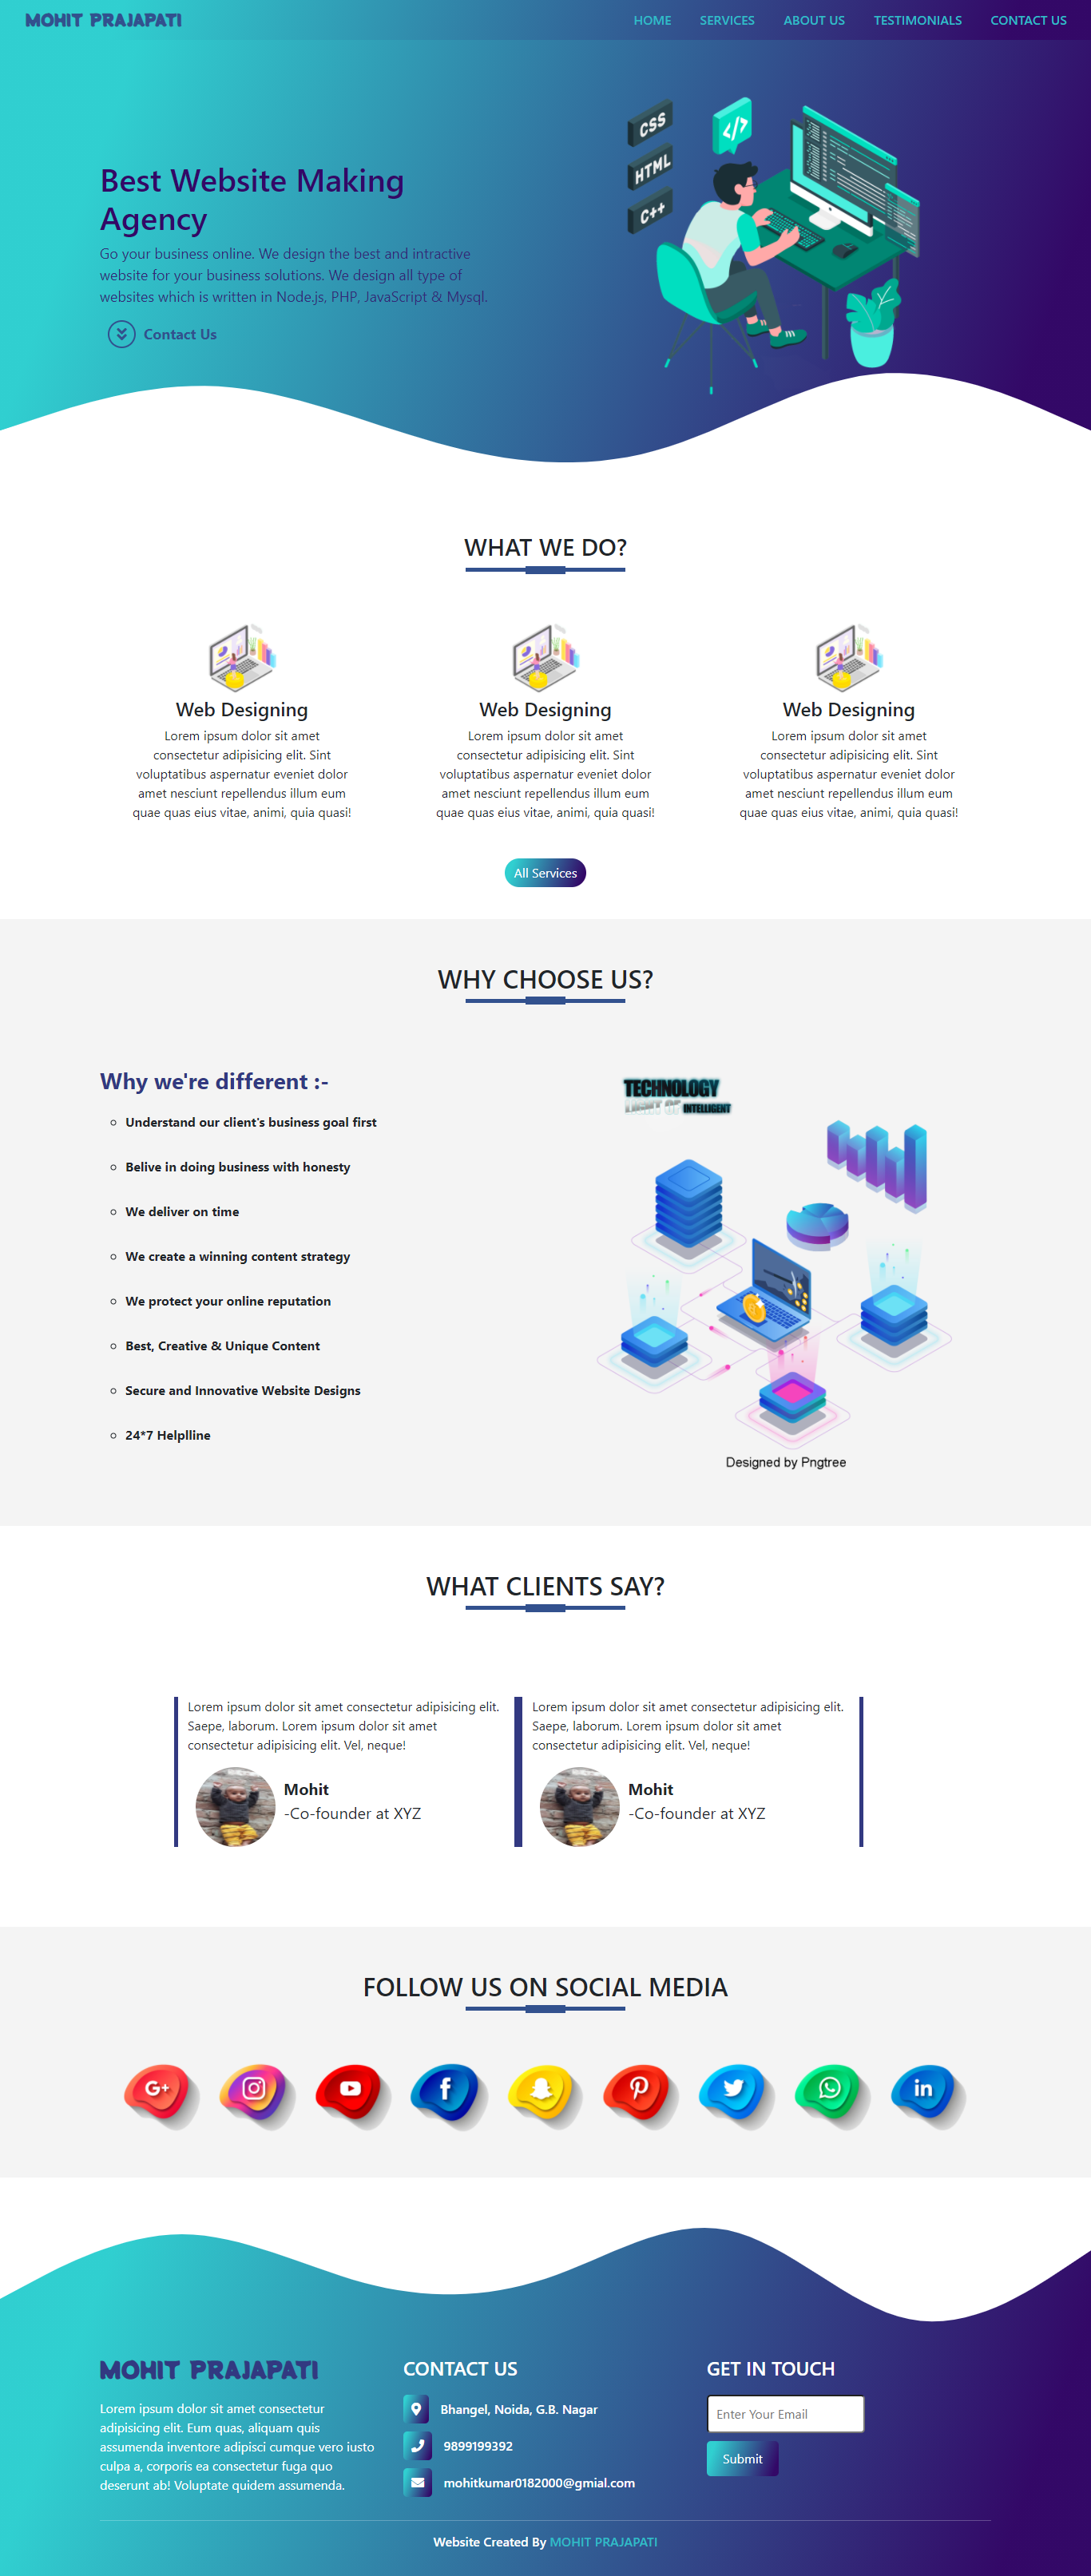 MOHIT PRAJAPATI
HOME SERVICES ABOUT US TESTIMONIALS CONTACT US
CSS
</>
HTML
C++
Best Website Making
Agency
Go your business online. We design the best and intractive
website for your business solutions. We design all type of
websites which is written in Node.js, PHP, JavaScript & Mysql.
Contact Us
WHAT WE DO?
Web Designing
Lorem ipsum dolor sit amet
consectetur adipisicing elit. Sint
voluptatibus aspernatur eveniet dolor
amet nesciunt repellendus illum eum
quae quas eius vitae, animi, quia quasi!
Web Designing
Lorem ipsum dolor sit amet
consectetur adipisicing elit. Sint
voluptatibus aspernatur eveniet dolor
amet nesciunt repellendus illum eum
quae quas eius vitae, animi, quia quasi!
Web Designing
Lorem ipsum dolor sit amet
consectetur adipisicing elit. Sint
voluptatibus aspernatur eveniet dolor
amet nesciunt repellendus illum eum
quae quas eius vitae, animi, quia quasi!
All Services
WHY CHOOSE US?
Why we're different :-
Understand our client's business goal first
Belive in doing business with honesty
We deliver on time
We create a winning content strategy
We protect your online reputation
Best, Creative & Unique Content
Secure and Innovative Website Designs
24*7 Helplline
TECHNOLOGY
LIGHT OF INTELLIGENT
Designed by Pngtree
WHAT CLIENTS SAY?
Lorem ipsum dolor sit amet consectetur adipisicing elit.
Saepe, laborum. Lorem ipsum dolor sit amet
consectetur adipisicing elit. Vel, neque!
Mohit
-Co-founder at XYZ
Lorem ipsum dolor sit amet consectetur adipisicing elit.
Saepe, laborum. Lorem ipsum dolor sit amet
consectetur adipisicing elit. Vel, neque!
Mohit
-Co-founder at XYZ
FOLLOW US ON SOCIAL MEDIA
G+
f
in
MOHIT PRAJAPATI
Lorem ipsum dolor sit amet consectetur
adipisicing elit. Eum quas, aliquam quis
assumenda inventore adipisci cumque vero iusto
culpa a, corporis ea consectetur fuga quo
deserunt ab! Voluptate quidem assumenda.
CONTACT US
Bhangel, Noida, G.B. Nagar
9899199392
mohitkumar0182000@gmial.com
GET IN TOUCH
Enter Your Email
Submit
Website Created By MOHIT PRAJAPATI